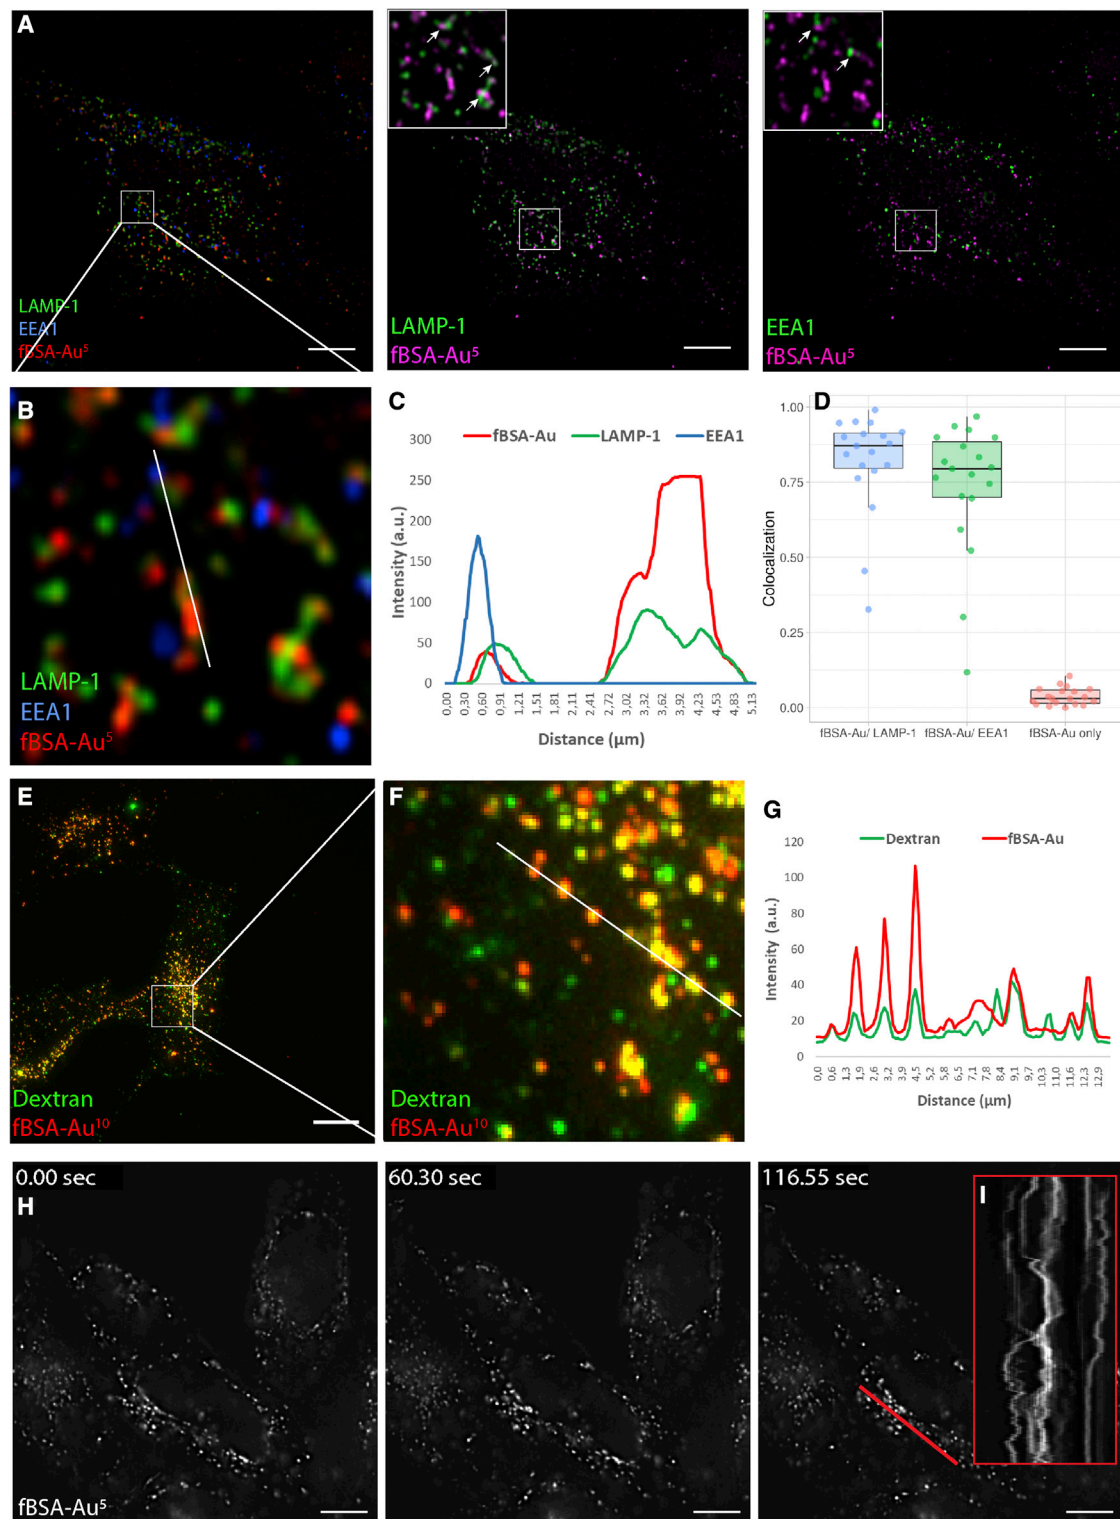 A
LAMP-1
EEA1
fBSA-Au⁵
LAMP-1
fBSA-Au⁵
EEA1
fBSA-Au⁵
B
LAMP-1
EEA1
fBSA-Au⁵
C
fBSA-Au LAMP-1 EEA1
300
250
200
150
100
50
0
Intensity (a.u.)
0,00 0,30 0,60 0,91 1,21 1,51 1,81 2,11 2,41 2,72 3,02 3,32 3,62 3,92 4,23 4,53 4,83 5,13
Distance (µm)
D
1.00
0.75
0.50
0.25
0.00
Colocalization
fBSA-Au/ LAMP-1 fBSA-Au/ EEA1 fBSA-Au only
E
Dextran
fBSA-Au¹⁰
F
Dextran
fBSA-Au¹⁰
G
Dextran fBSA-Au
120
100
80
60
40
20
0
Intensity (a.u.)
0,0 0,6 1,3 1,9 2,6 3,2 3,9 4,5 5,2 5,8 6,5 7,1 7,8 8,4 9,1 9,7 10,3 11,0 11,6 12,3 12,9
Distance (µm)
0.00 sec
H
fBSA-Au⁵
60.30 sec
116.55 sec
I